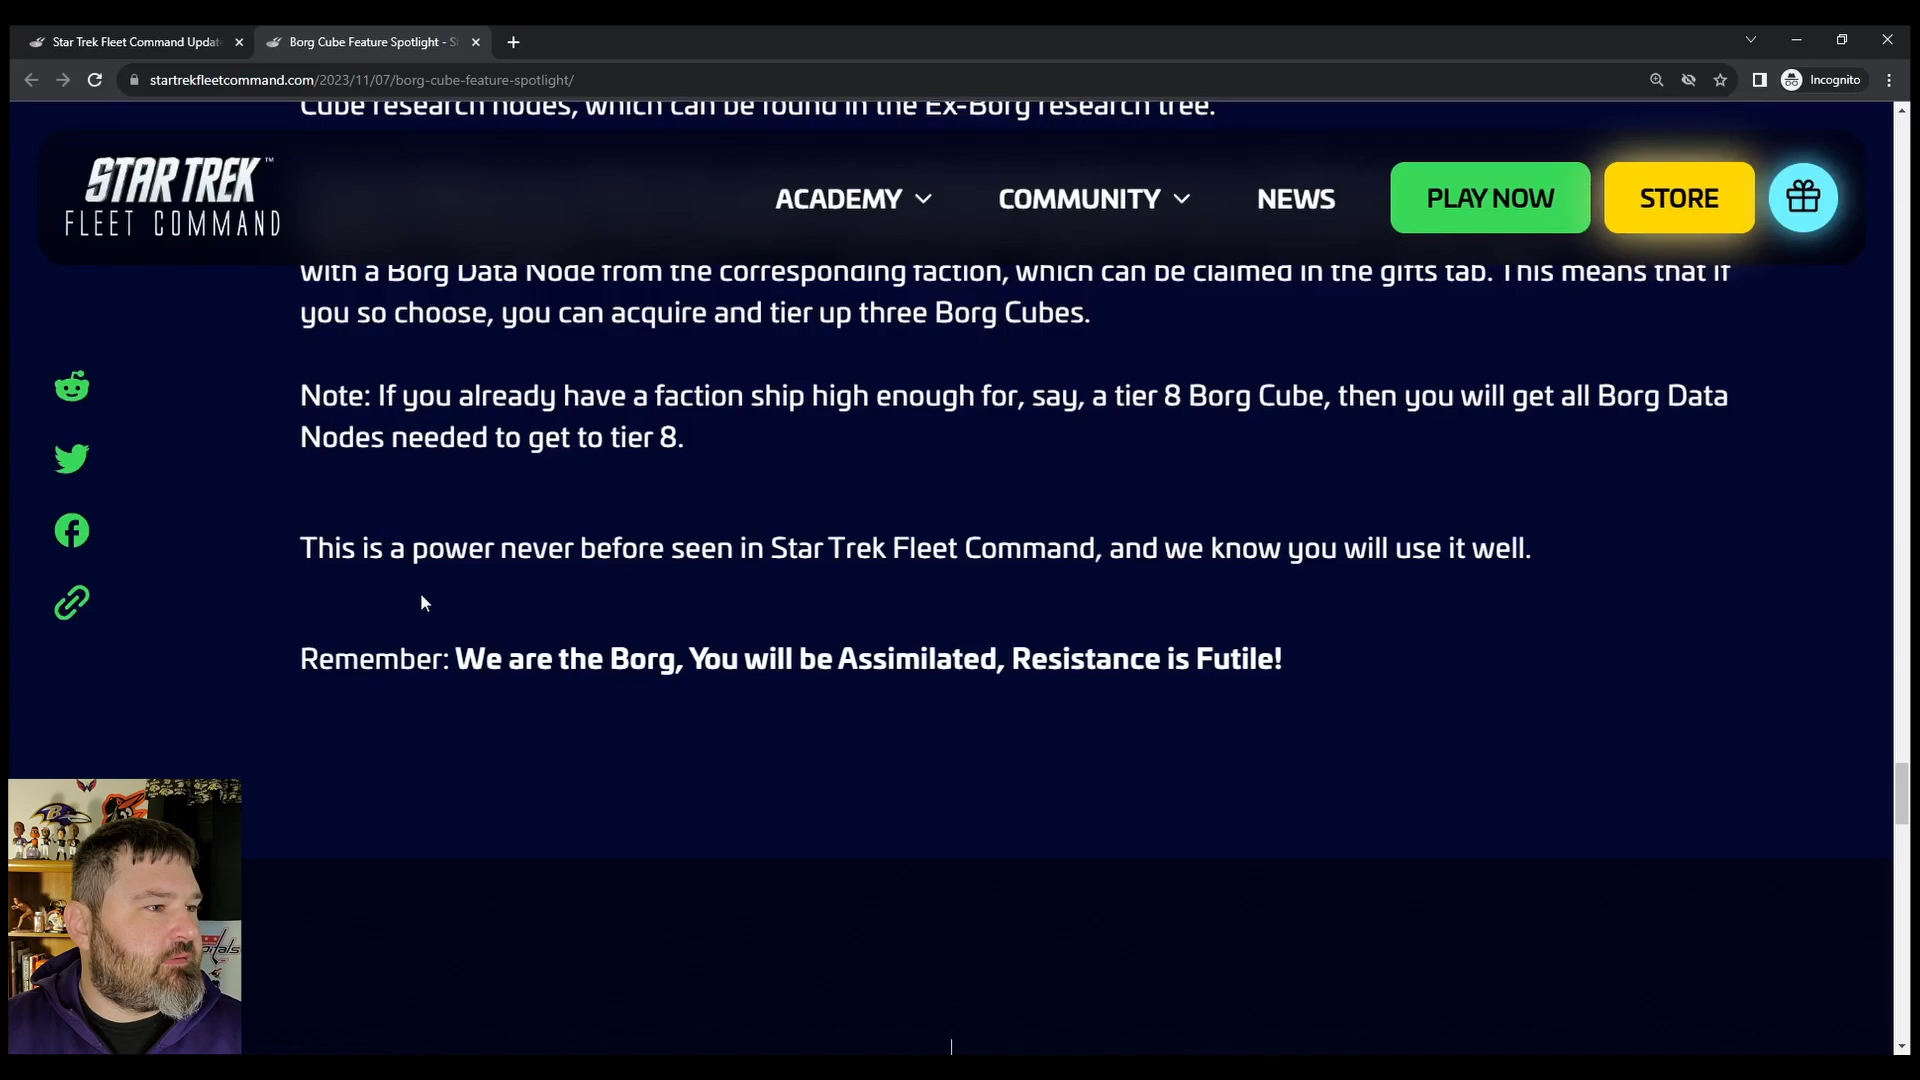 Star Trek Fleet Command Updat
Borg Cube Feature Spotlight - S
startrekfleetcommand.com/2023/11/07/borg-cube-feature-spotlight/
Incognito
Cube research nodes, which can be found in the Ex-Borg research tree.
STAR TREK™
FLEET COMMAND
ACADEMY
COMMUNITY
NEWS
PLAY NOW
STORE
with a Borg Data Node from the corresponding faction, which can be claimed in the gifts tab. This means that if
you so choose, you can acquire and tier up three Borg Cubes.
Note: If you already have a faction ship high enough for, say, a tier 8 Borg Cube, then you will get all Borg Data
Nodes needed to get to tier 8.
This is a power never before seen in Star Trek Fleet Command, and we know you will use it well.
Remember: We are the Borg, You will be Assimilated, Resistance is Futile!